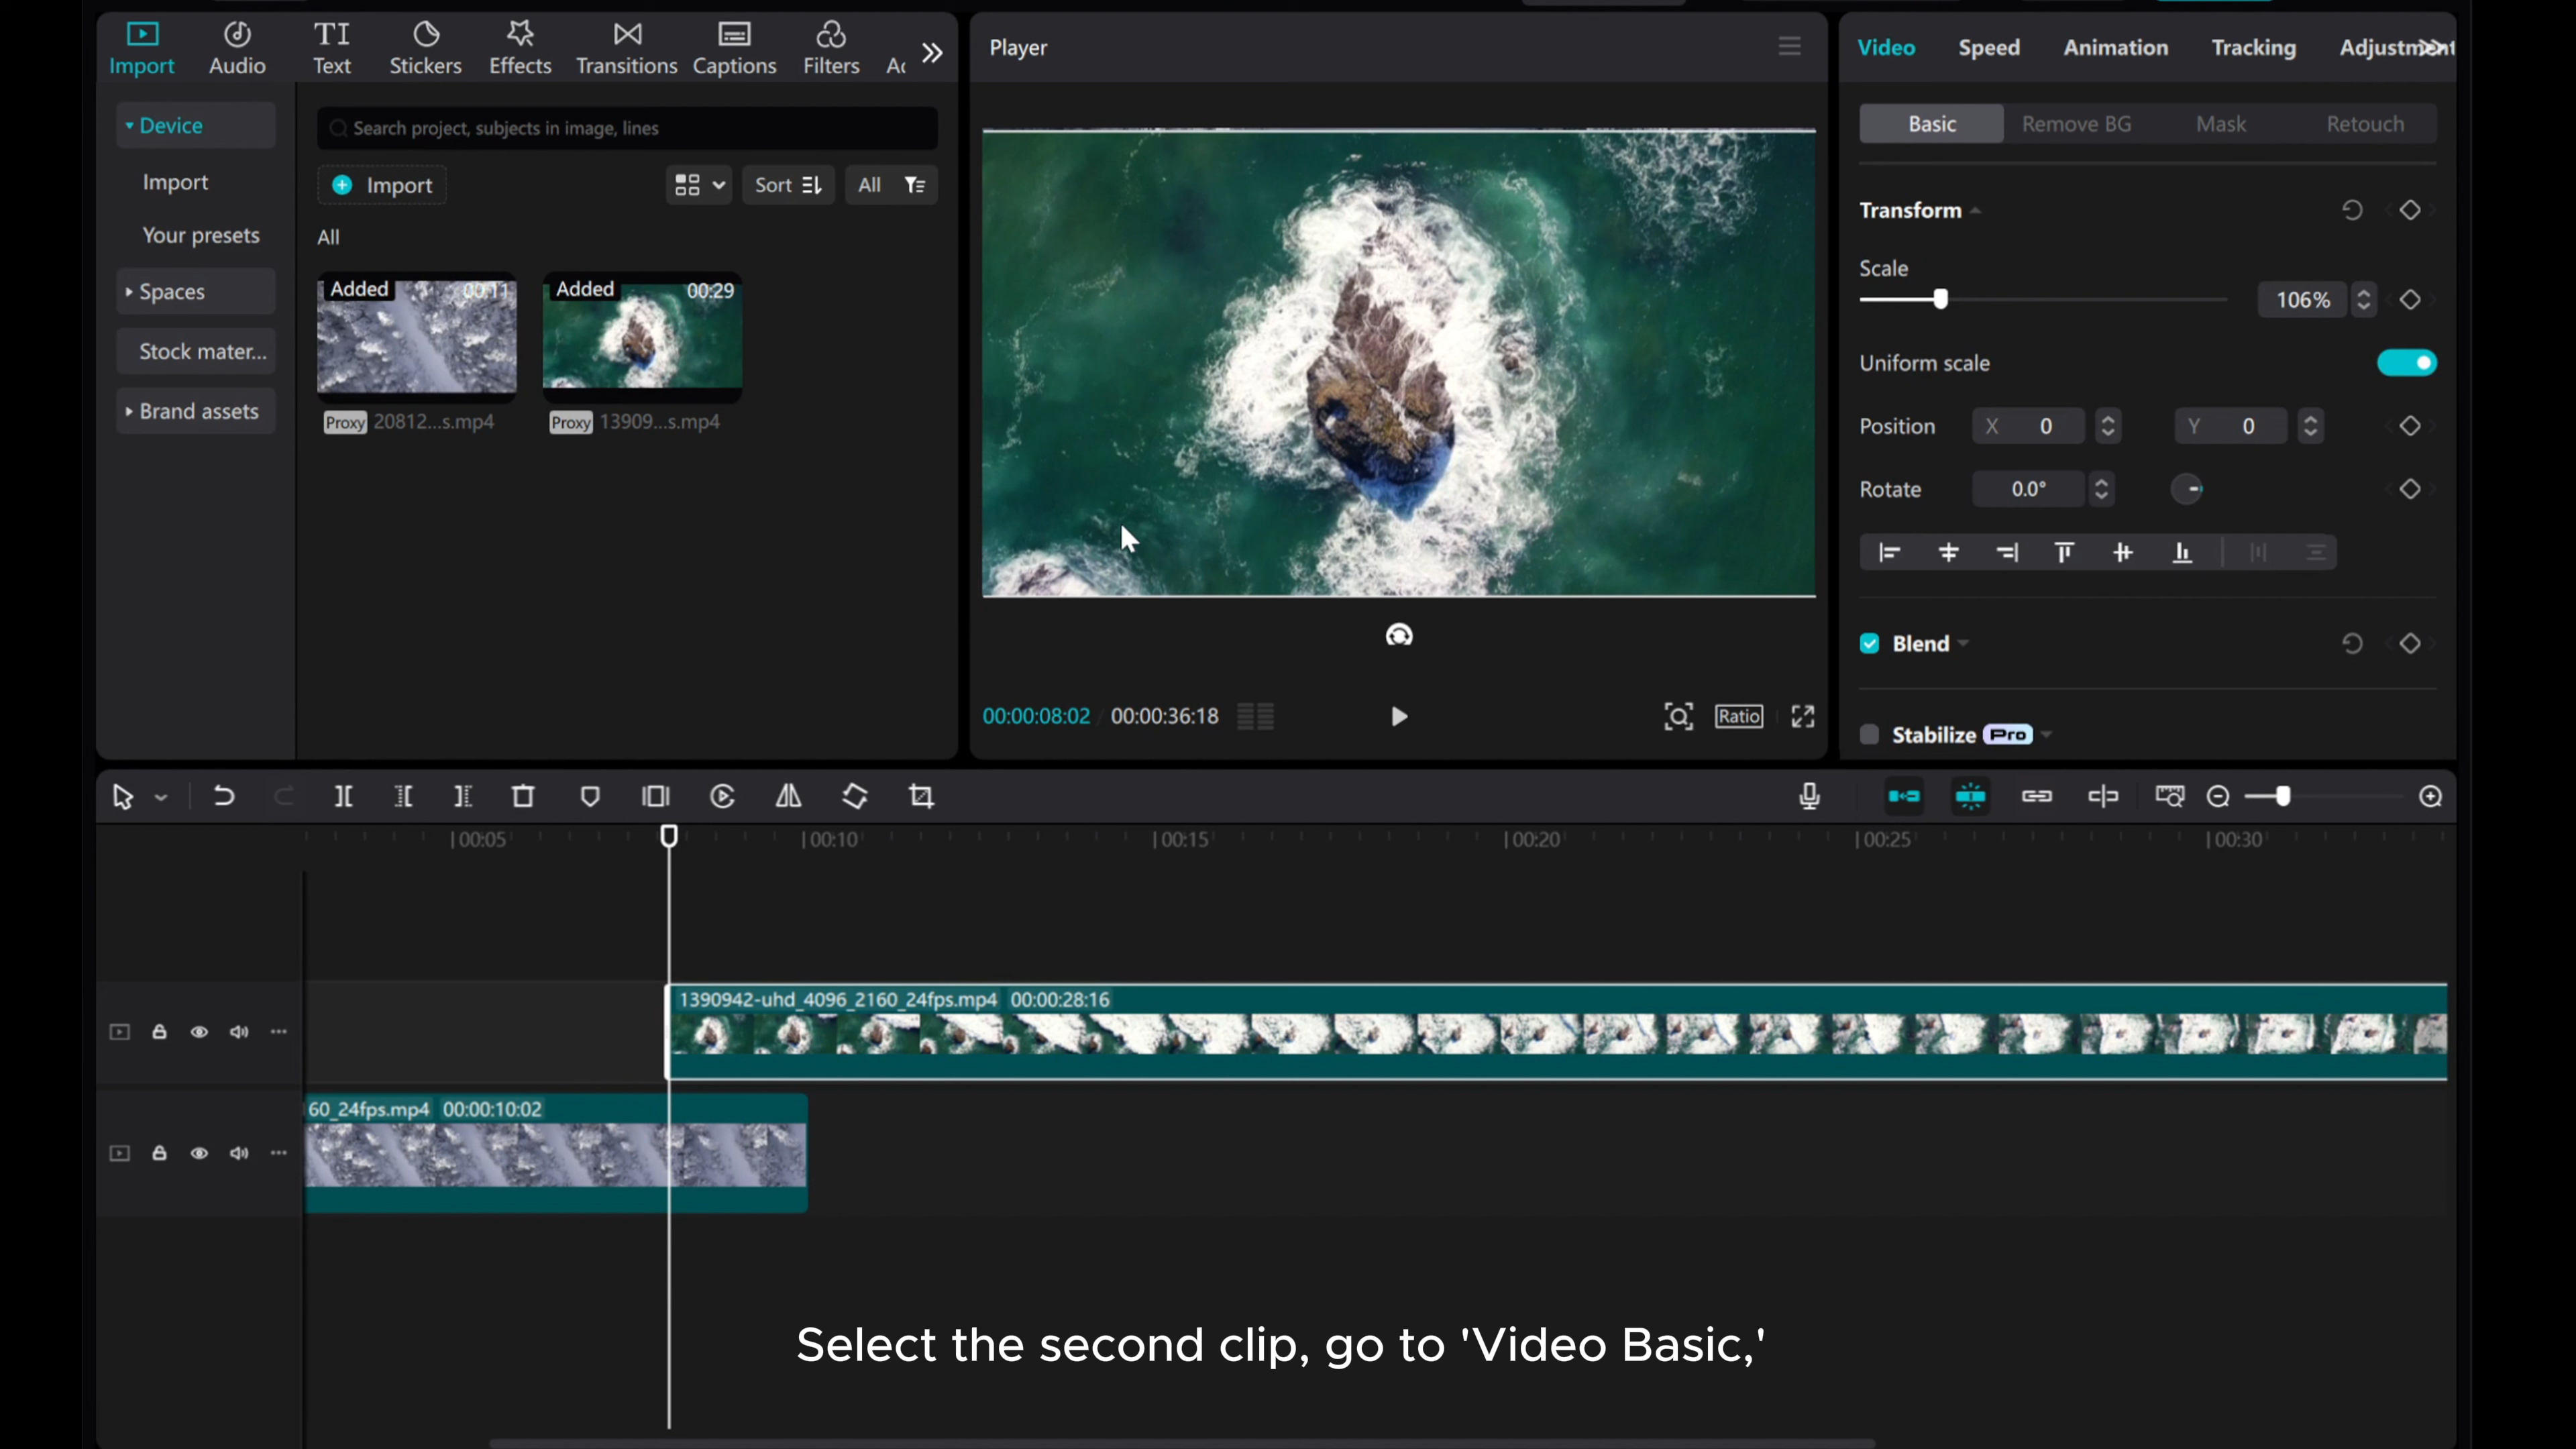 Import
Audio
Text
Stickers
Effects
Transitions
Captions
Filters
Device
Import
Your presets
Spaces
Stock mater...
Brand assets
Search project, subjects in image, lines
Import
Sort
All
All
Added 00:11
Added 00:29
Proxy 20812...s.mp4
Proxy 13909...s.mp4
Player
00:00:08:02 / 00:00:36:18
Ratio
Video
Speed
Animation
Tracking
Adjustment
Basic
Remove BG
Mask
Retouch
Transform
Scale
106%
Uniform scale
Position X 0 Y 0
Rotate 0.0°
Blend
Stabilize Pro
00:05
00:10
00:15
00:20
00:25
00:30
1390942-uhd_4096_2160_24fps.mp4 00:00:28:16
60_24fps.mp4 00:00:10:02
Select the second clip, go to 'Video Basic,'